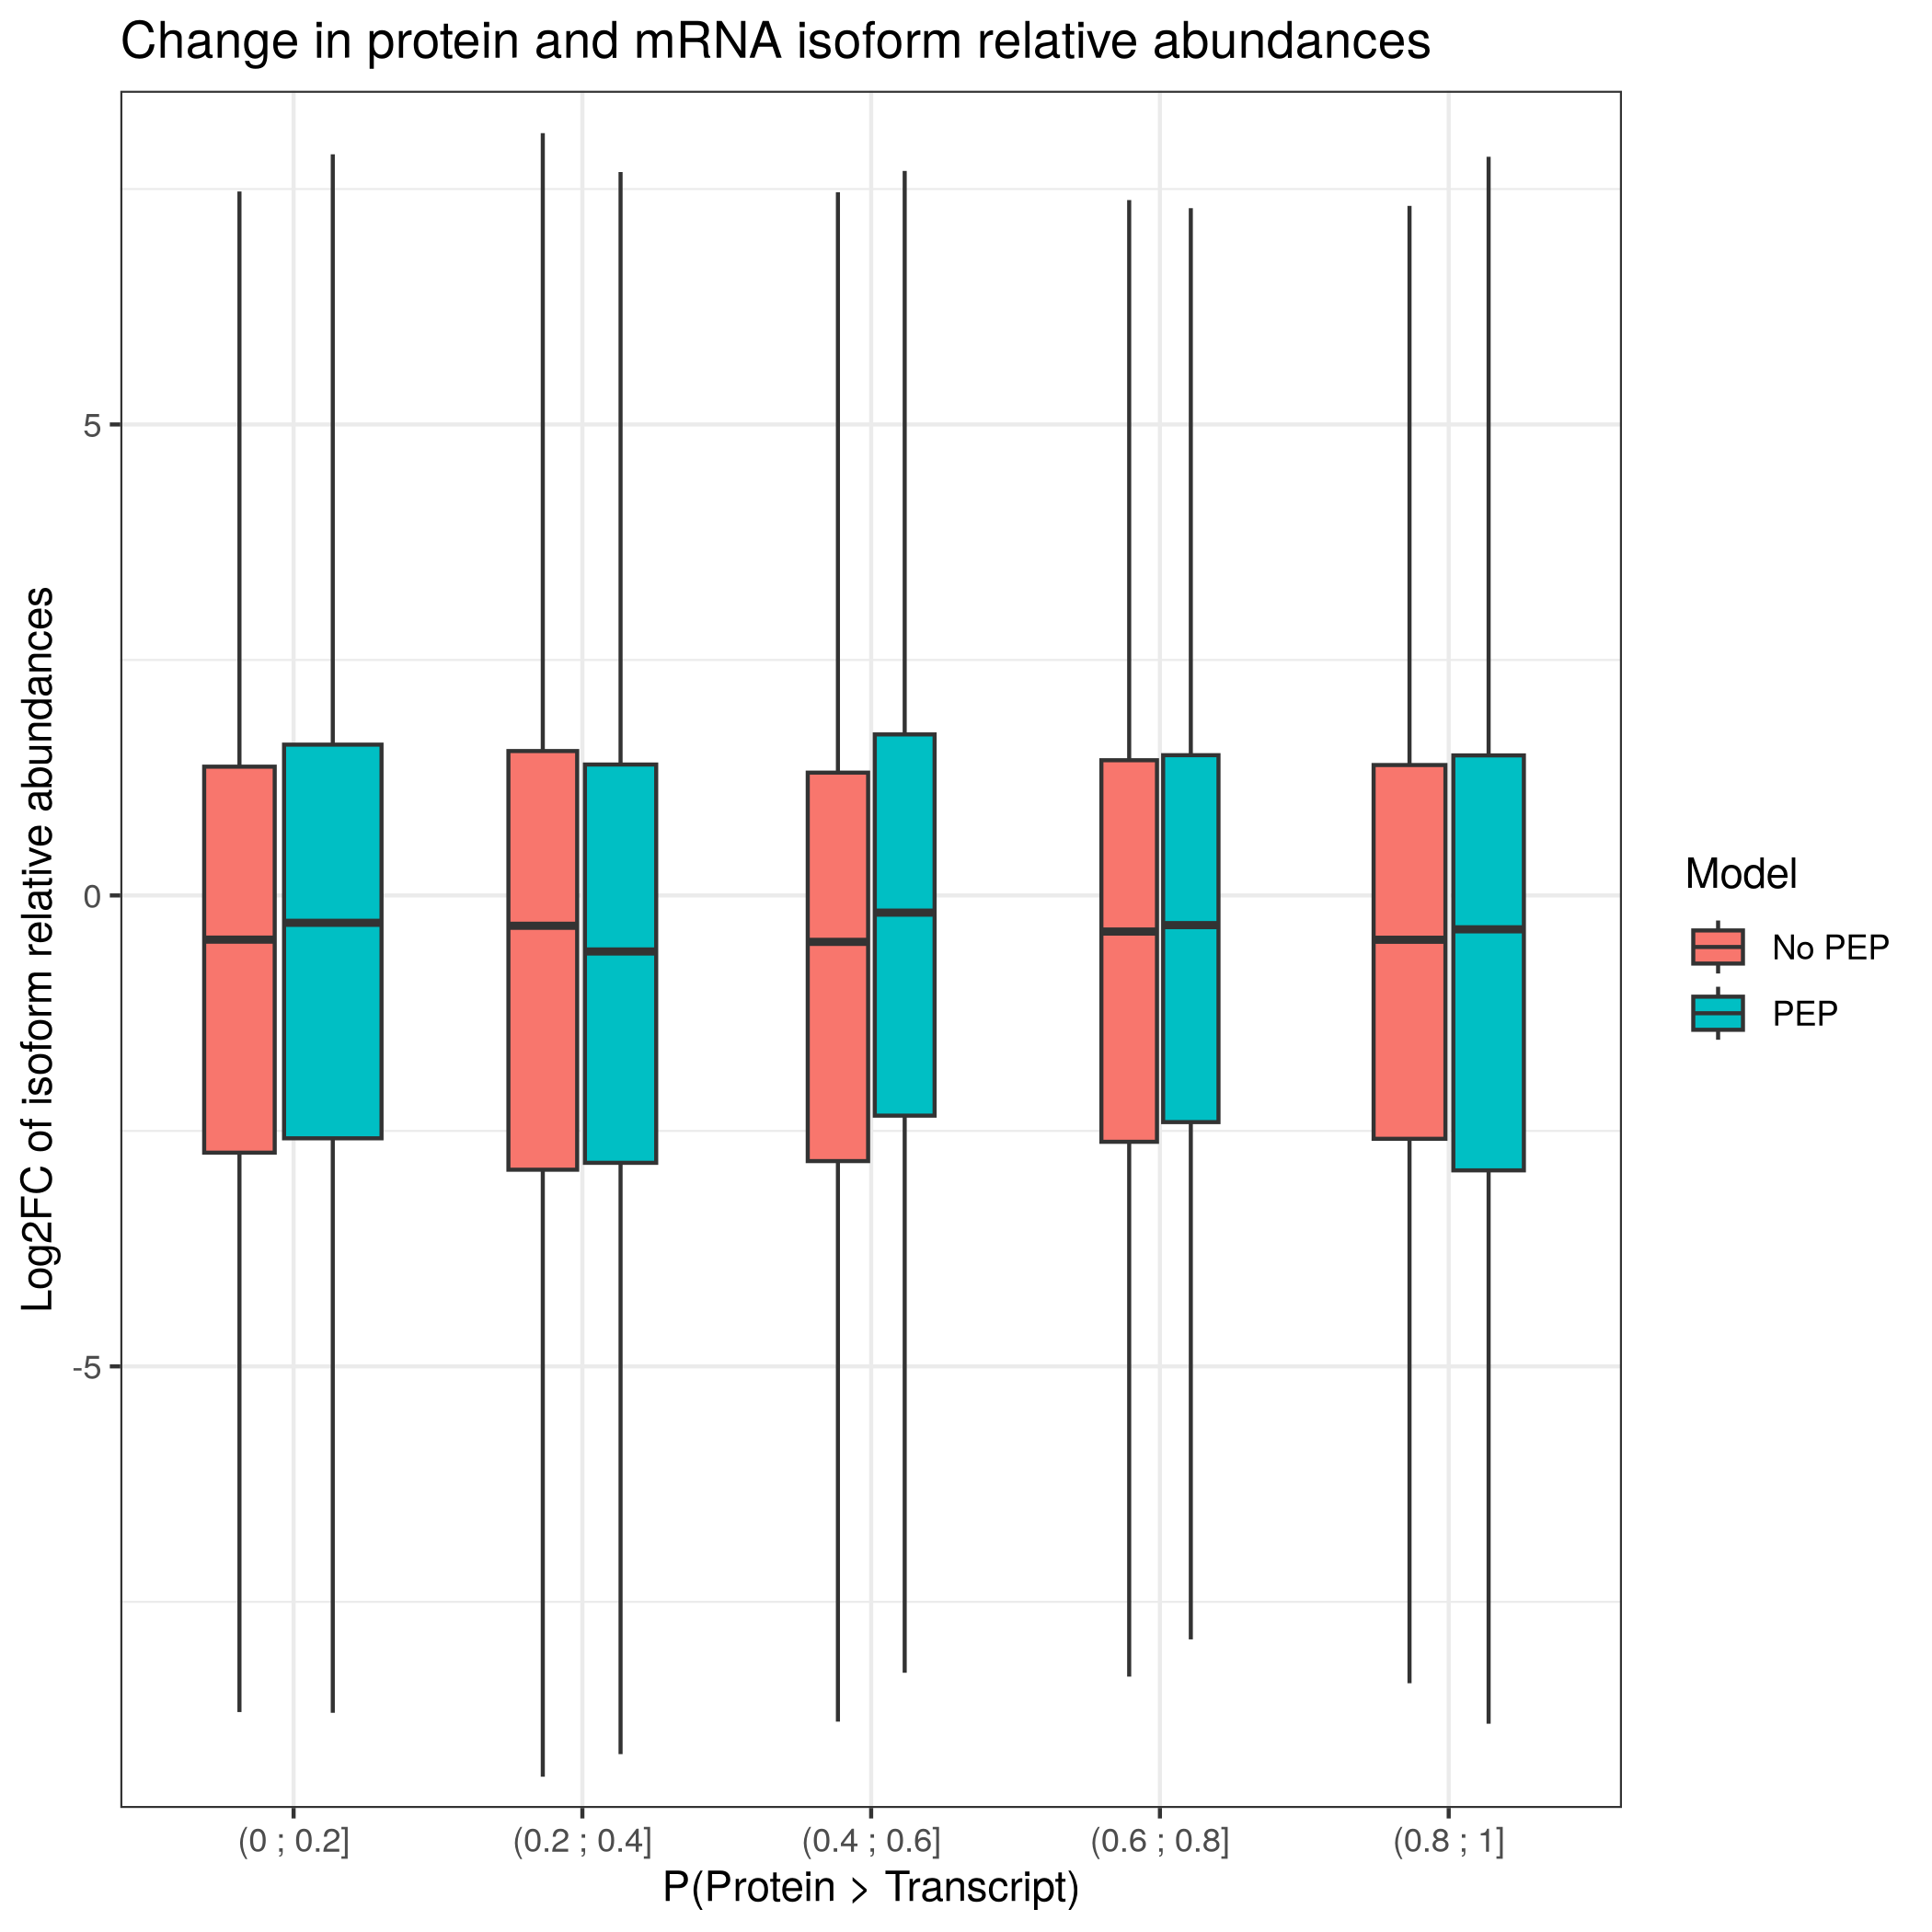 Change in protein and mRNA isoform relative abundances
Log2FC of isoform relative abundances
5
0
-5
(0 ; 0.2]
(0.2 ; 0.4]
(0.4 ; 0.6]
(0.6 ; 0.8]
(0.8 ; 1]
P(Protein > Transcript)
Model
No PEP
PEP